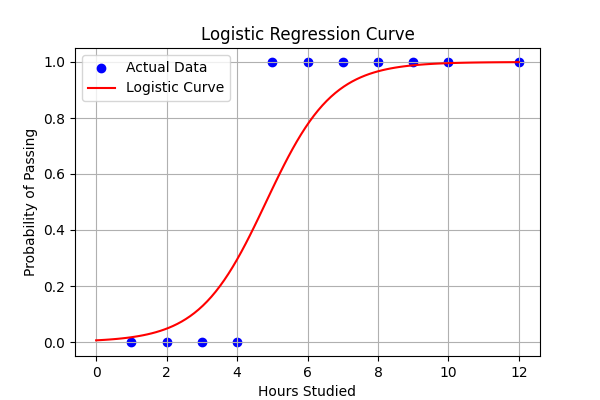 Logistic Regression Curve
Actual Data
Logistic Curve
Probability of Passing
1.0
0.8
0.6
0.4
0.2
0.0
0 2 4 6 8 10 12
Hours Studied